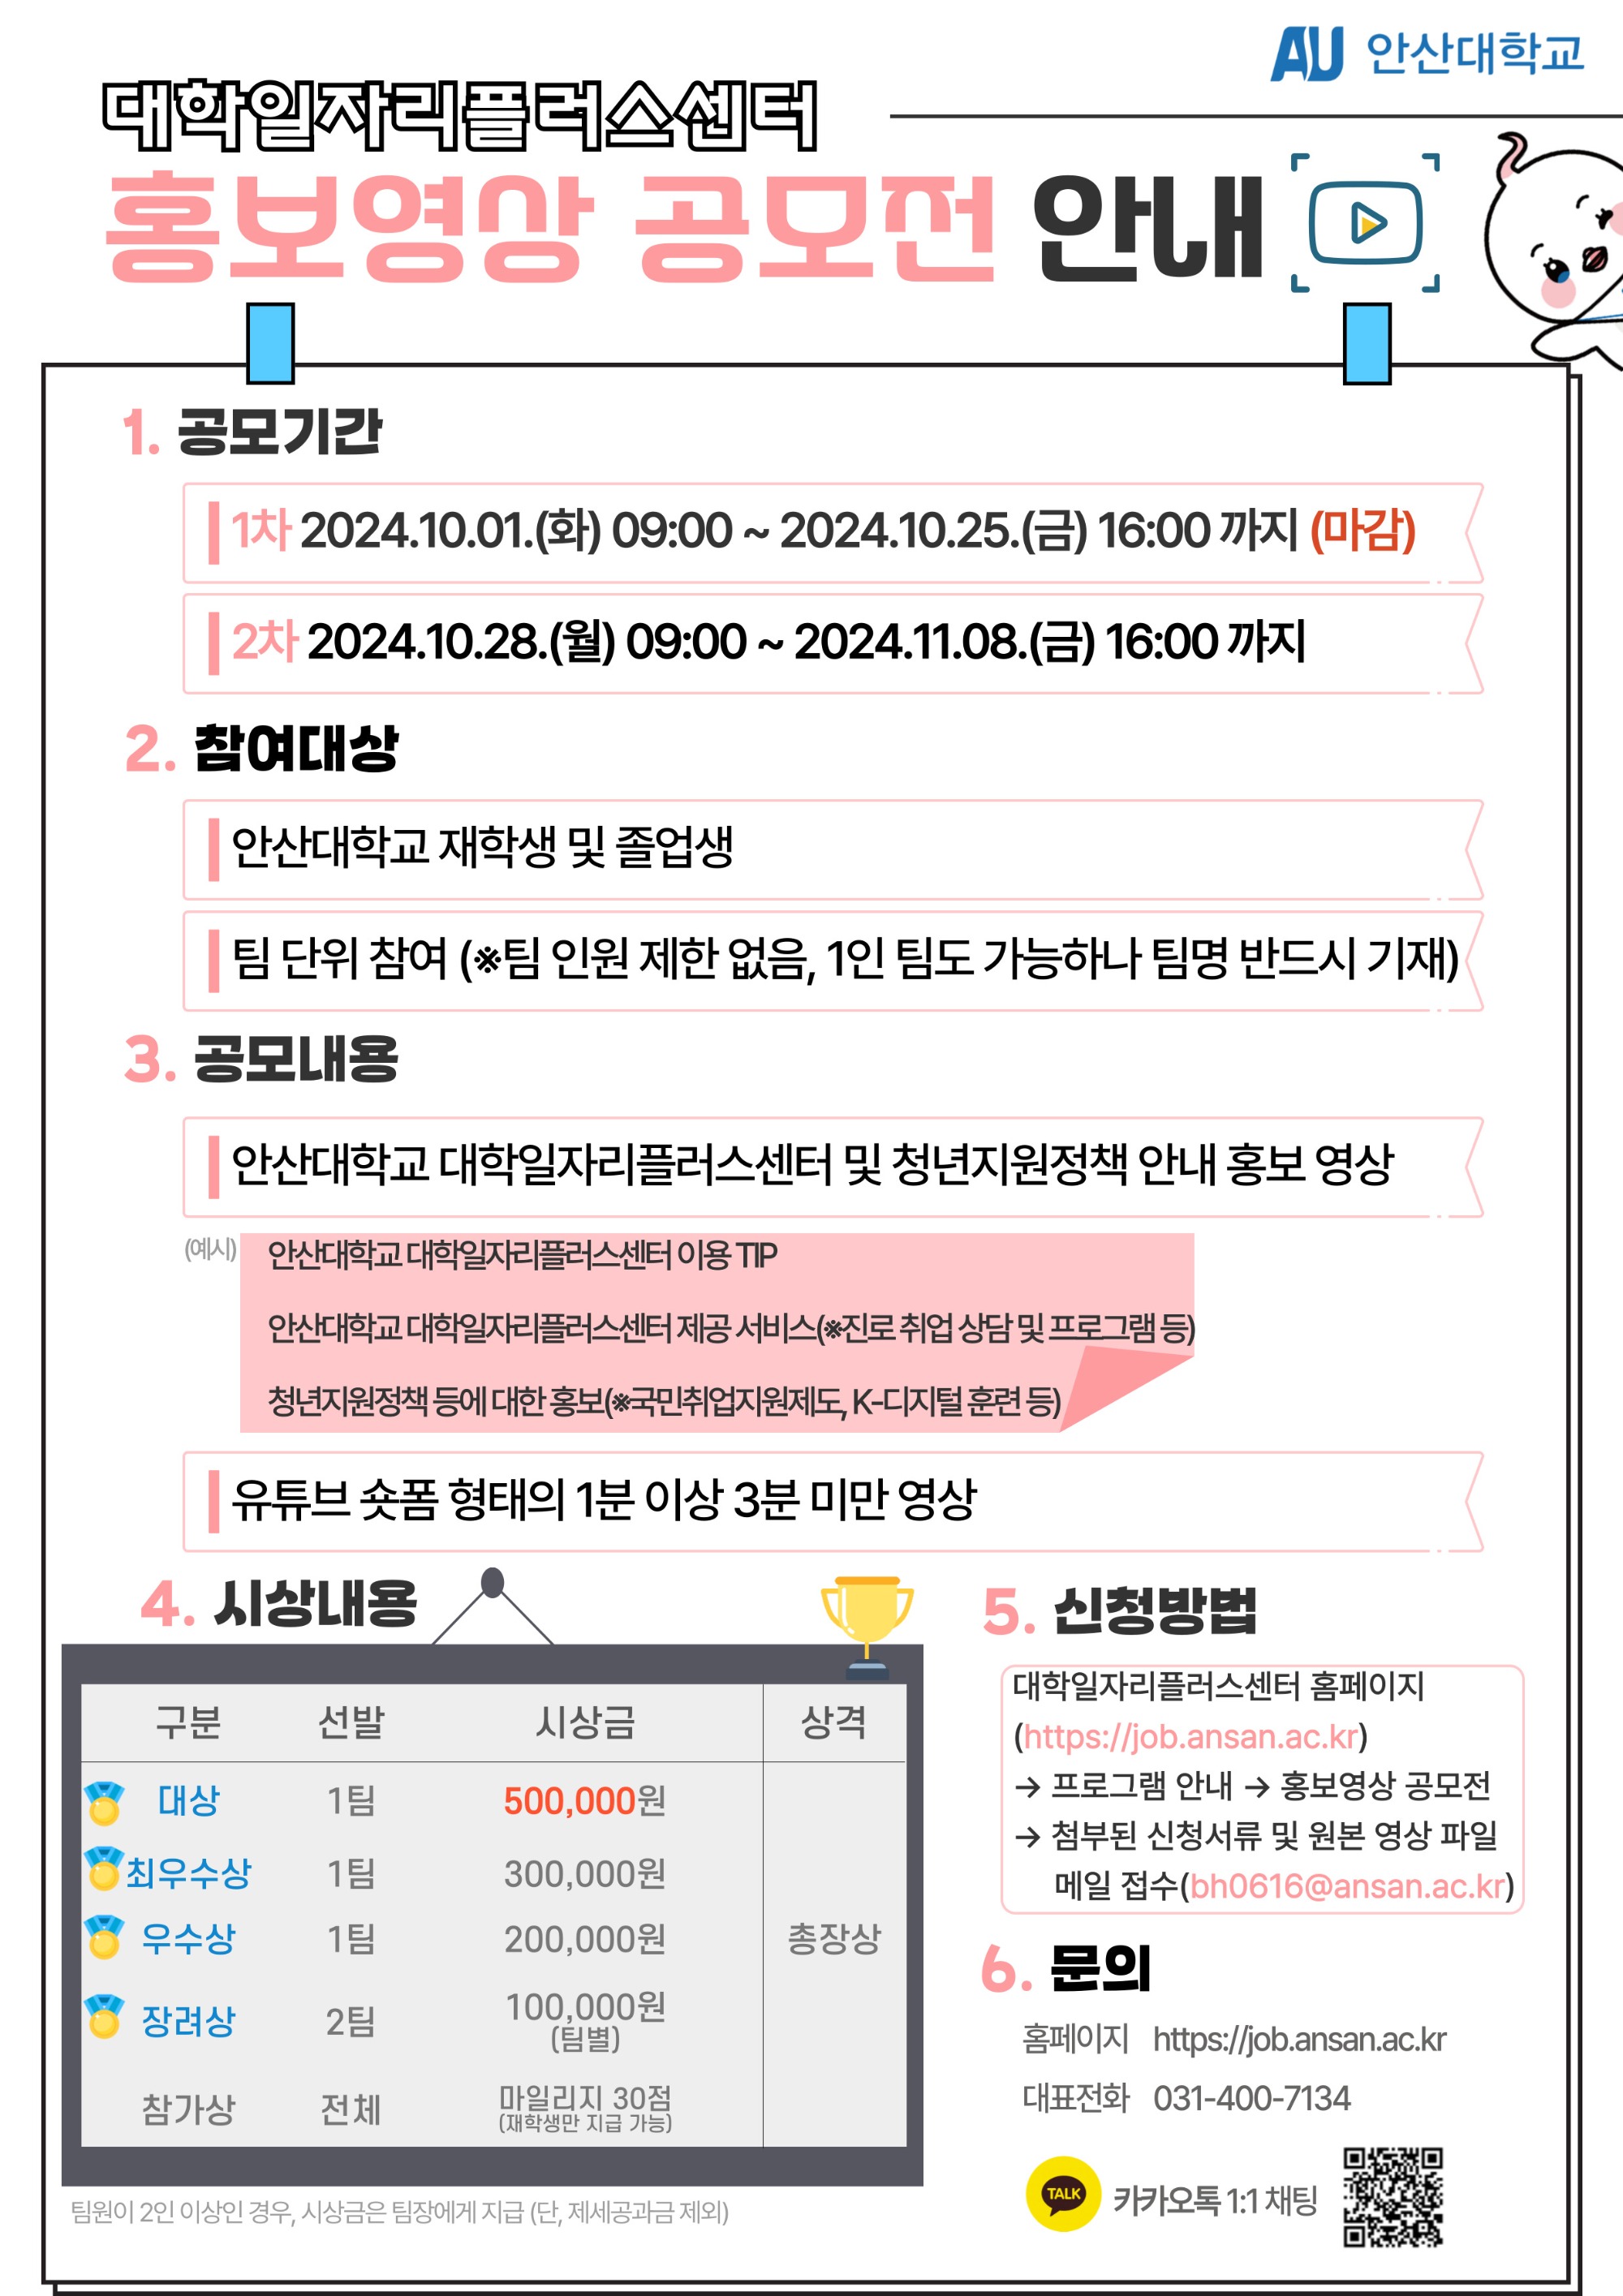 AU 안산대학교
대학일자리플러스센터
홍보영상 공모전 안내
1. 공모기간
1차 2024.10.01.(화) 09:00 ~ 2024.10.25.(금) 16:00 까지 (마감)
2차 2024.10.28.(월) 09:00 ~ 2024.11.08.(금) 16:00 까지
2. 참여대상
안산대학교 재학생 및 졸업생
팀 단위 참여 (※팀 인원 제한 없음, 1인 팀도 가능하나 팀명 반드시 기재)
3. 공모내용
안산대학교 대학일자리플러스센터 및 청년지원정책 안내 홍보 영상
(예시)
안산대학교 대학일자리플러스센터 이용 TIP
안산대학교 대학일자리플러스센터 제공 서비스(※진로 취업 상담 및 프로그램 등)
청년지원정책 등에 대한 홍보(※국민취업지원제도, K-디지털 훈련 등)
유튜브 숏폼 형태의 1분 이상 3분 미만 영상
4. 시상내용
구분 선발 시상금 상격
대상 1팀 500,000원
최우수상 1팀 300,000원
우수상 1팀 200,000원 총장상
장려상 2팀 100,000원
(팀별)
참가상 전체 마일리지 30점
(재학생만 지급 가능)
팀원이 2인 이상인 경우, 시상금은 팀장에게 지급 (단, 제세공과금 제외)
5. 신청방법
대학일자리플러스센터 홈페이지
(https://job.ansan.ac.kr)
→ 프로그램 안내 → 홍보영상 공모전
→ 첨부된 신청서류 및 원본 영상 파일
메일 접수(bh0616@ansan.ac.kr)
6. 문의
홈페이지 https://job.ansan.ac.kr
대표전화 031-400-7134
TALK 카카오톡 1:1 채팅